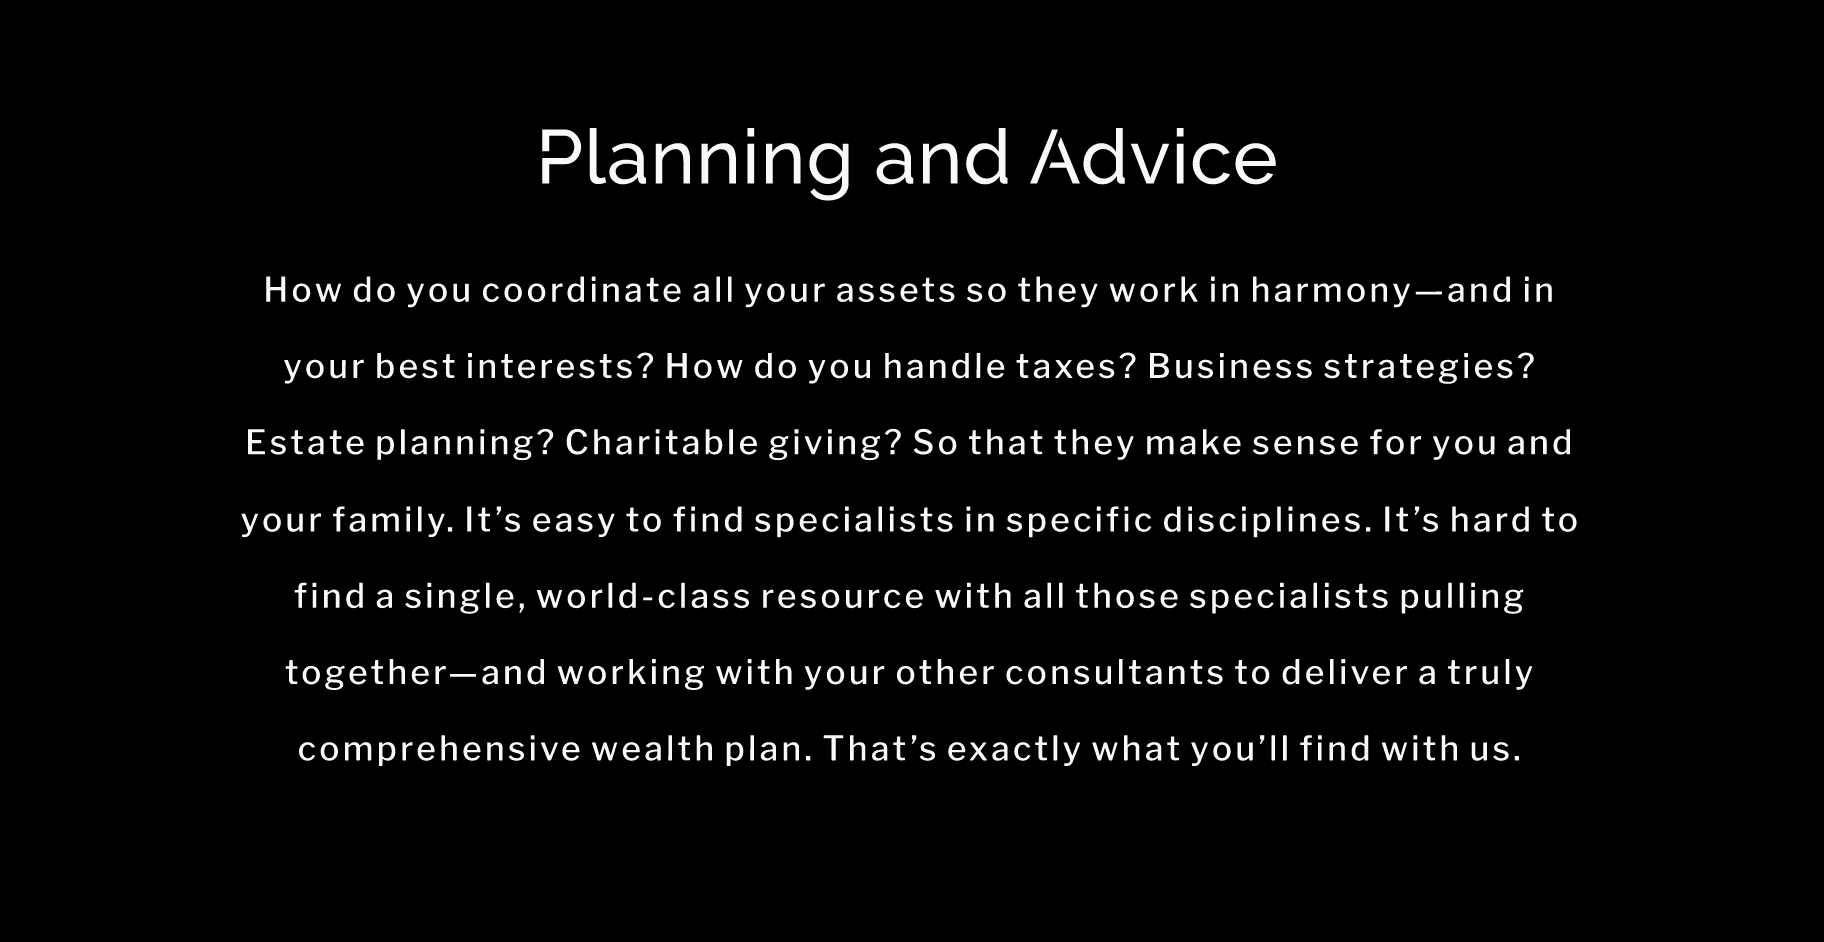 Planning and Advice
How do you coordinate all your assets so they work in harmony—and in
your best interests? How do you handle taxes? Business strategies?
Estate planning? Charitable giving? So that they make sense for you and
your family. It’s easy to find specialists in specific disciplines. It’s hard to
find a single, world-class resource with all those specialists pulling
together—and working with your other consultants to deliver a truly
comprehensive wealth plan. That’s exactly what you’ll find with us.